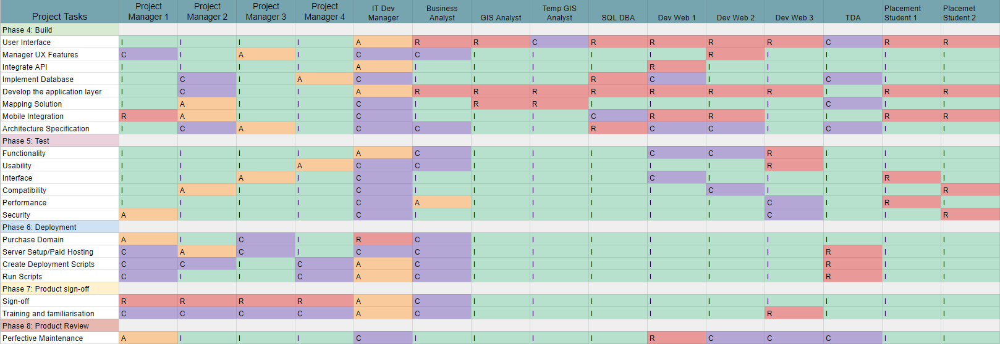 Project Tasks Project Manager 1 Project Manager 2 Project Manager 3 Project Manager 4 IT Dev Manager Business Analyst GIS Analyst Temp GIS Analyst SQL DBA Dev Web 1 Dev Web 2 Dev Web 3 TDA Placement Student 1 Placemet Student 2
Phase 4: Build
User Interface I I I I A R R C R R R R C R R
Manager UX Features C I A I C C I I I I R I I I I
Integrate API I I I I A I I I I R I I I I I
Implement Database I C I A C I I I R C I I C I I
Develop the application layer I C I I A R R R R R R R I R R
Mapping Solution I A I I C I R R I I I I C I I
Mobile Integration R A I I C I I I C R R I I R R
Architecture Specification I C A I C C I I R C C I C I I
Phase 5: Test
Functionality I I I I A C I I I C C R I I I
Usability I I I A C C I I I I I R I I I
Interface I I A I C I I I I C I I I R I
Compatibility I A I I C I I I I I C I I I R
Performance I I I I C A I I I I I C I R I
Security A I I I C I I I I I I C I I R
Phase 6: Deployment
Purchase Domain A I C I R C I I I I I I I I I
Server Setup/Paid Hosting C A C I C C I I I I I I R I I
Create Deployment Scripts C C I C A C I I I I I I R I I
Run Scripts C I I C A C I I I I I I R I I
Phase 7: Product sign-off
Sign-off R R R R A C I I I I I I I I I
Training and familiarisation C C C C A C I I I I I R I I I
Phase 8: Product Review
Perfective Maintenance A I I I C I I I I R C C C I I